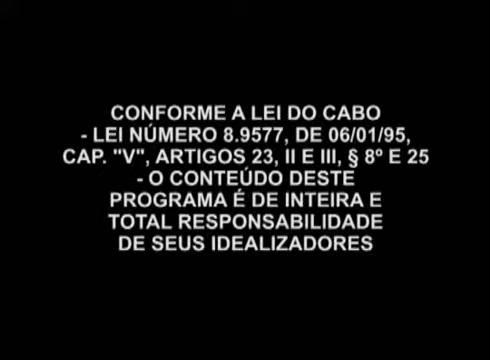 CONFORME A LEI DO CABO
- LEI NÚMERO 8.9577, DE 06/01/95,
CAP. "V", ARTIGOS 23, II E III, § 8º E 25
- O CONTEÚDO DESTE
PROGRAMA É DE INTEIRA E
TOTAL RESPONSABILIDADE
DE SEUS IDEALIZADORES